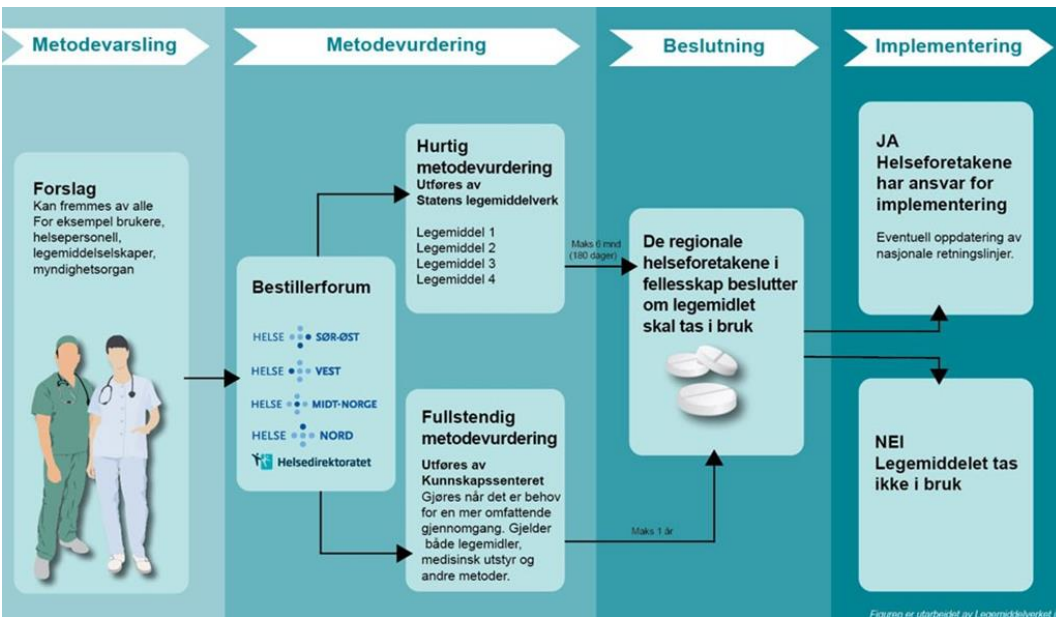 Metodevarsling
Metodevurdering
Beslutning
Implementering
Forslag
Kan fremmes av alle
For eksempel brukere,
helsepersonell,
legemiddelselskaper,
myndighetsorgan
Bestillerforum
HELSE SØR-ØST
HELSE VEST
HELSE MIDT-NORGE
HELSE NORD
Helsedirektoratet
Hurtig
metodevurdering
Utføres av
Statens legemiddelverk
Legemiddel 1
Legemiddel 2
Legemiddel 3
Legemiddel 4
Maks 6 mnd
(180 dager)
Fullstendig
metodevurdering
Utføres av
Kunnskapssenteret
Gjøres når det er behov
for en mer omfattende
gjennomgang. Gjelder
både legemidler,
medisinsk utstyr og
andre metoder.
Maks 1 år
De regionale
helseforetakene i
fellesskap beslutter
om legemidlet
skal tas i bruk
JA
Helseforetakene
har ansvar for
implementering
Eventuell oppdatering av
nasjonale retningslinjer.
NEI
Legemiddelet tas
ikke i bruk
Figuren er utarbeidet av Legemiddelverket